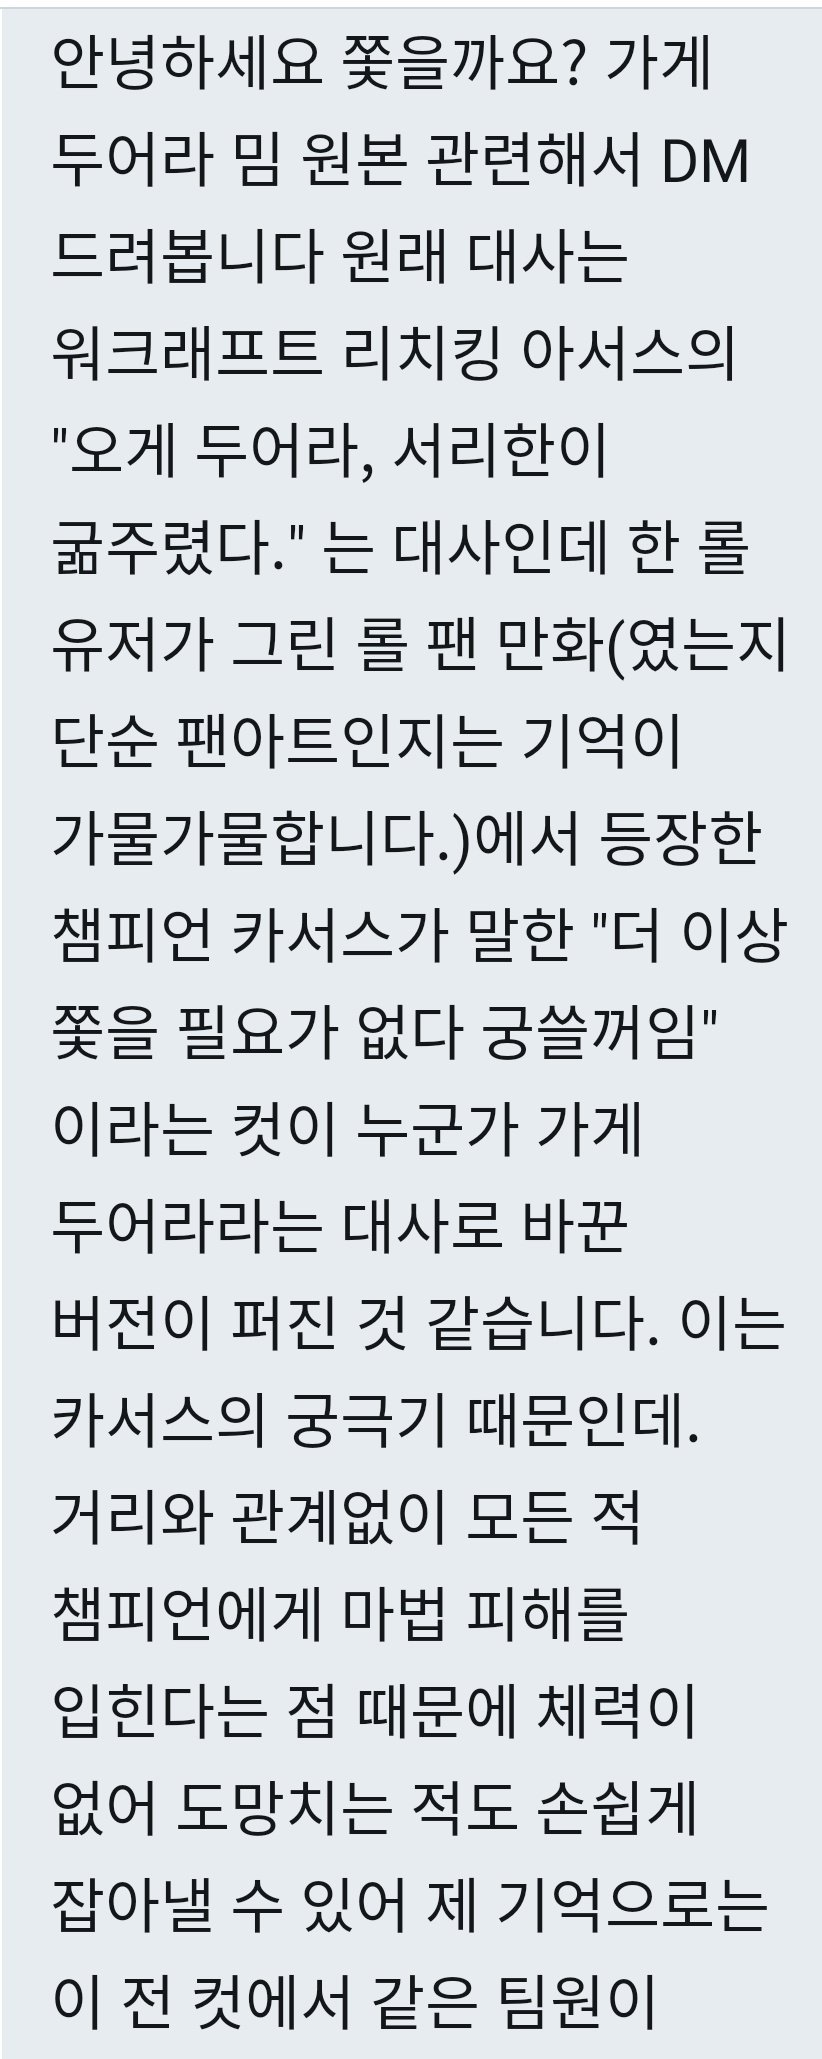 안녕하세요 쫓을까요? 가게
두어라 밈 원본 관련해서 DM
드려봅니다 원래 대사는
워크래프트 리치킹 아서스의
"오게 두어라, 서리한이
굶주렸다." 는 대사인데 한 롤
유저가 그린 롤 팬 만화(였는지
단순 팬아트인지는 기억이
가물가물합니다.)에서 등장한
챔피언 카서스가 말한 "더 이상
쫓을 필요가 없다 궁쓸꺼임"
이라는 컷이 누군가 가게
두어라라는 대사로 바꾼
버전이 퍼진 것 같습니다. 이는
카서스의 궁극기 때문인데.
거리와 관계없이 모든 적
챔피언에게 마법 피해를
입힌다는 점 때문에 체력이
없어 도망치는 적도 손쉽게
잡아낼 수 있어 제 기억으로는
이 전 컷에서 같은 팀원이